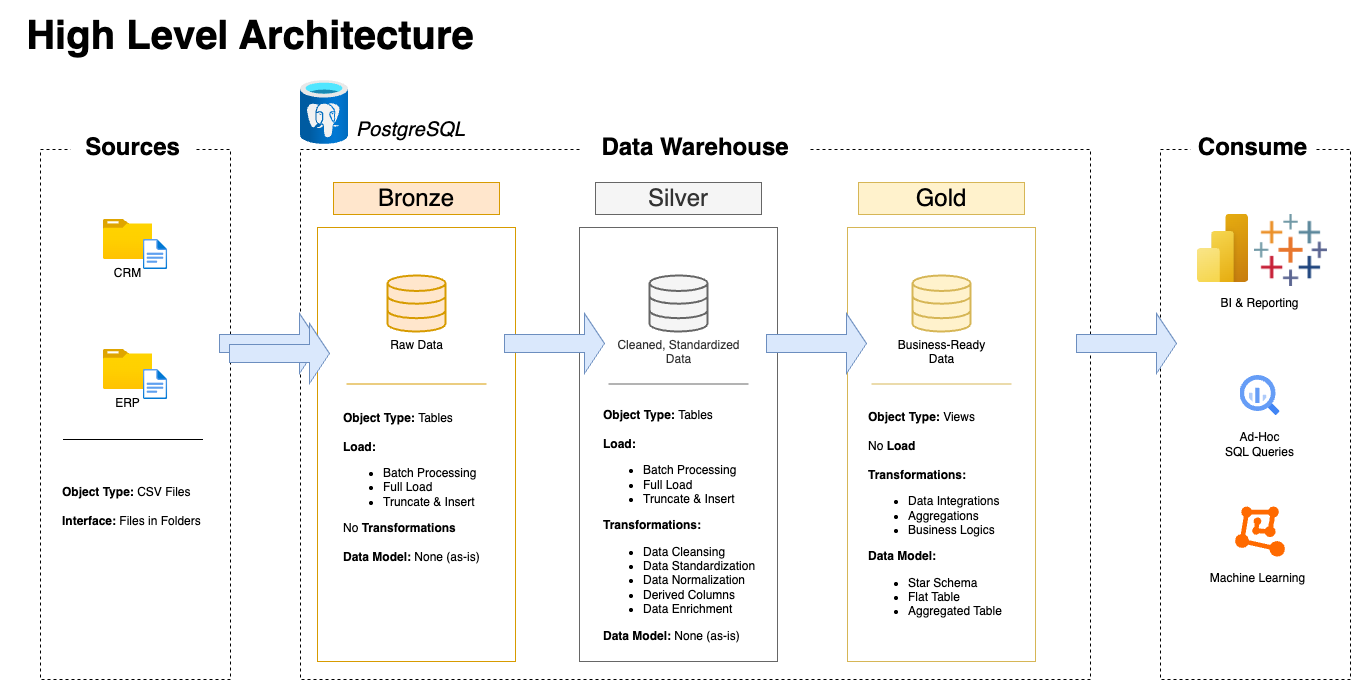 High Level Architecture
PostgreSQL
Sources
Data Warehouse
Consume
CRM
ERP
Object Type: CSV Files
Interface: Files in Folders
Bronze
Raw Data
Object Type: Tables
Load:
• Batch Processing
• Full Load
• Truncate & Insert
No Transformations
Data Model: None (as-is)
Silver
Cleaned, Standardized
Data
Object Type: Tables
Load:
• Batch Processing
• Full Load
• Truncate & Insert
Transformations:
• Data Cleansing
• Data Standardization
• Data Normalization
• Derived Columns
• Data Enrichment
Data Model: None (as-is)
Gold
Business-Ready
Data
Object Type: Views
No Load
Transformations:
• Data Integrations
• Aggregations
• Business Logics
Data Model:
• Star Schema
• Flat Table
• Aggregated Table
BI & Reporting
Ad-Hoc
SQL Queries
Machine Learning